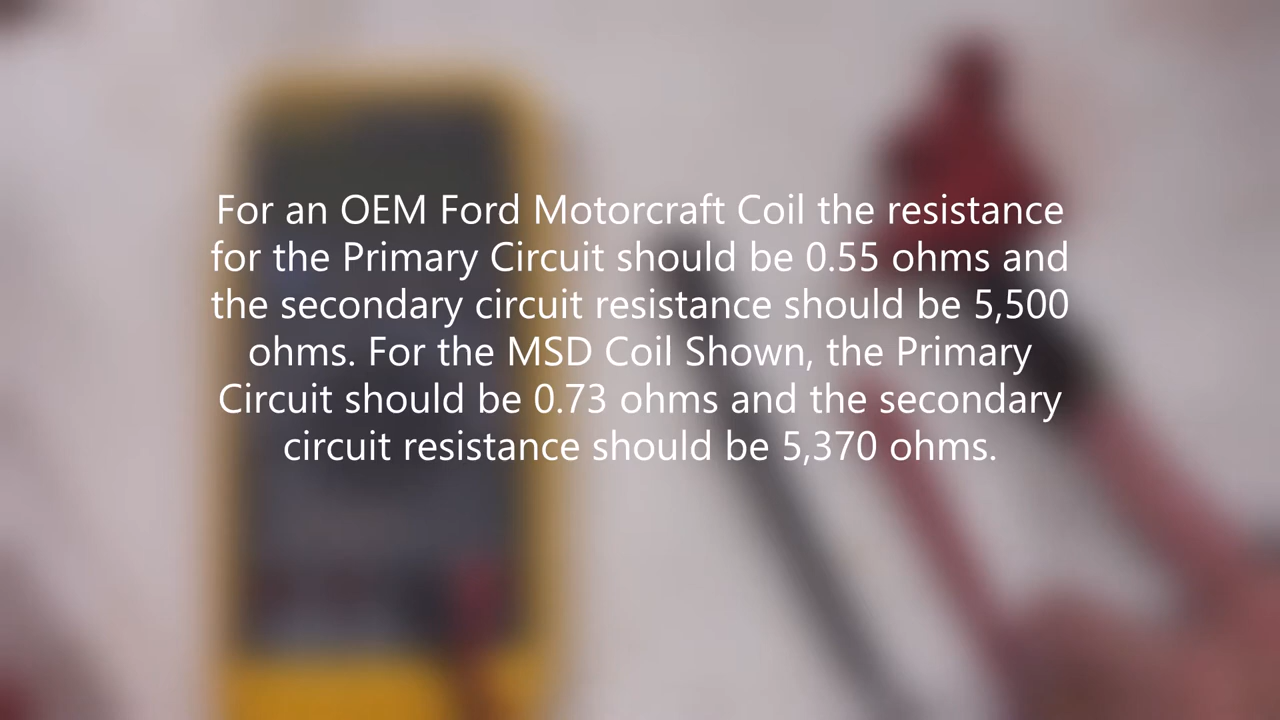 For an OEM Ford Motorcraft Coil the resistance
for the Primary Circuit should be 0.55 ohms and
the secondary circuit resistance should be 5,500
ohms. For the MSD Coil Shown, the Primary
Circuit should be 0.73 ohms and the secondary
circuit resistance should be 5,370 ohms.